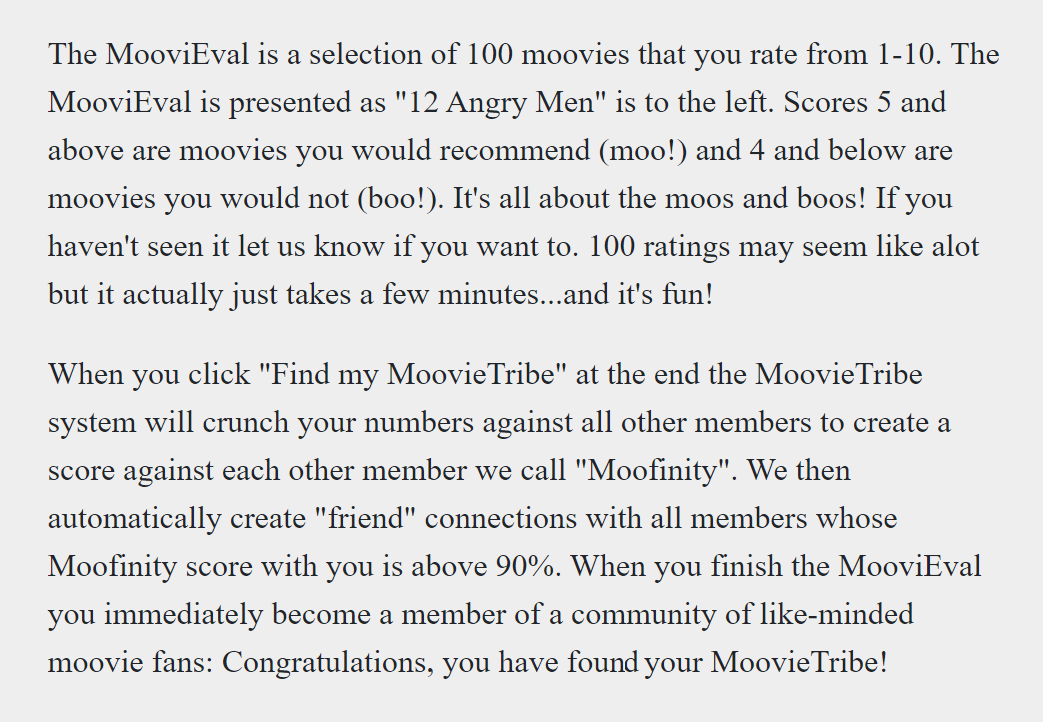 The MooviEval is a selection of 100 moovies that you rate from 1-10. The
MooviEval is presented as "12 Angry Men" is to the left. Scores 5 and
above are moovies you would recommend (moo!) and 4 and below are
moovies you would not (boo!). It's all about the moos and boos! If you
haven't seen it let us know if you want to. 100 ratings may seem like alot
but it actually just takes a few minutes...and it's fun!
When you click "Find my MoovieTribe" at the end the MoovieTribe
system will crunch your numbers against all other members to create a
score against each other member we call "Moofinity". We then
automatically create "friend" connections with all members whose
Moofinity score with you is above 90%. When you finish the MooviEval
you immediately become a member of a community of like-minded
moovie fans: Congratulations, you have found your MoovieTribe!